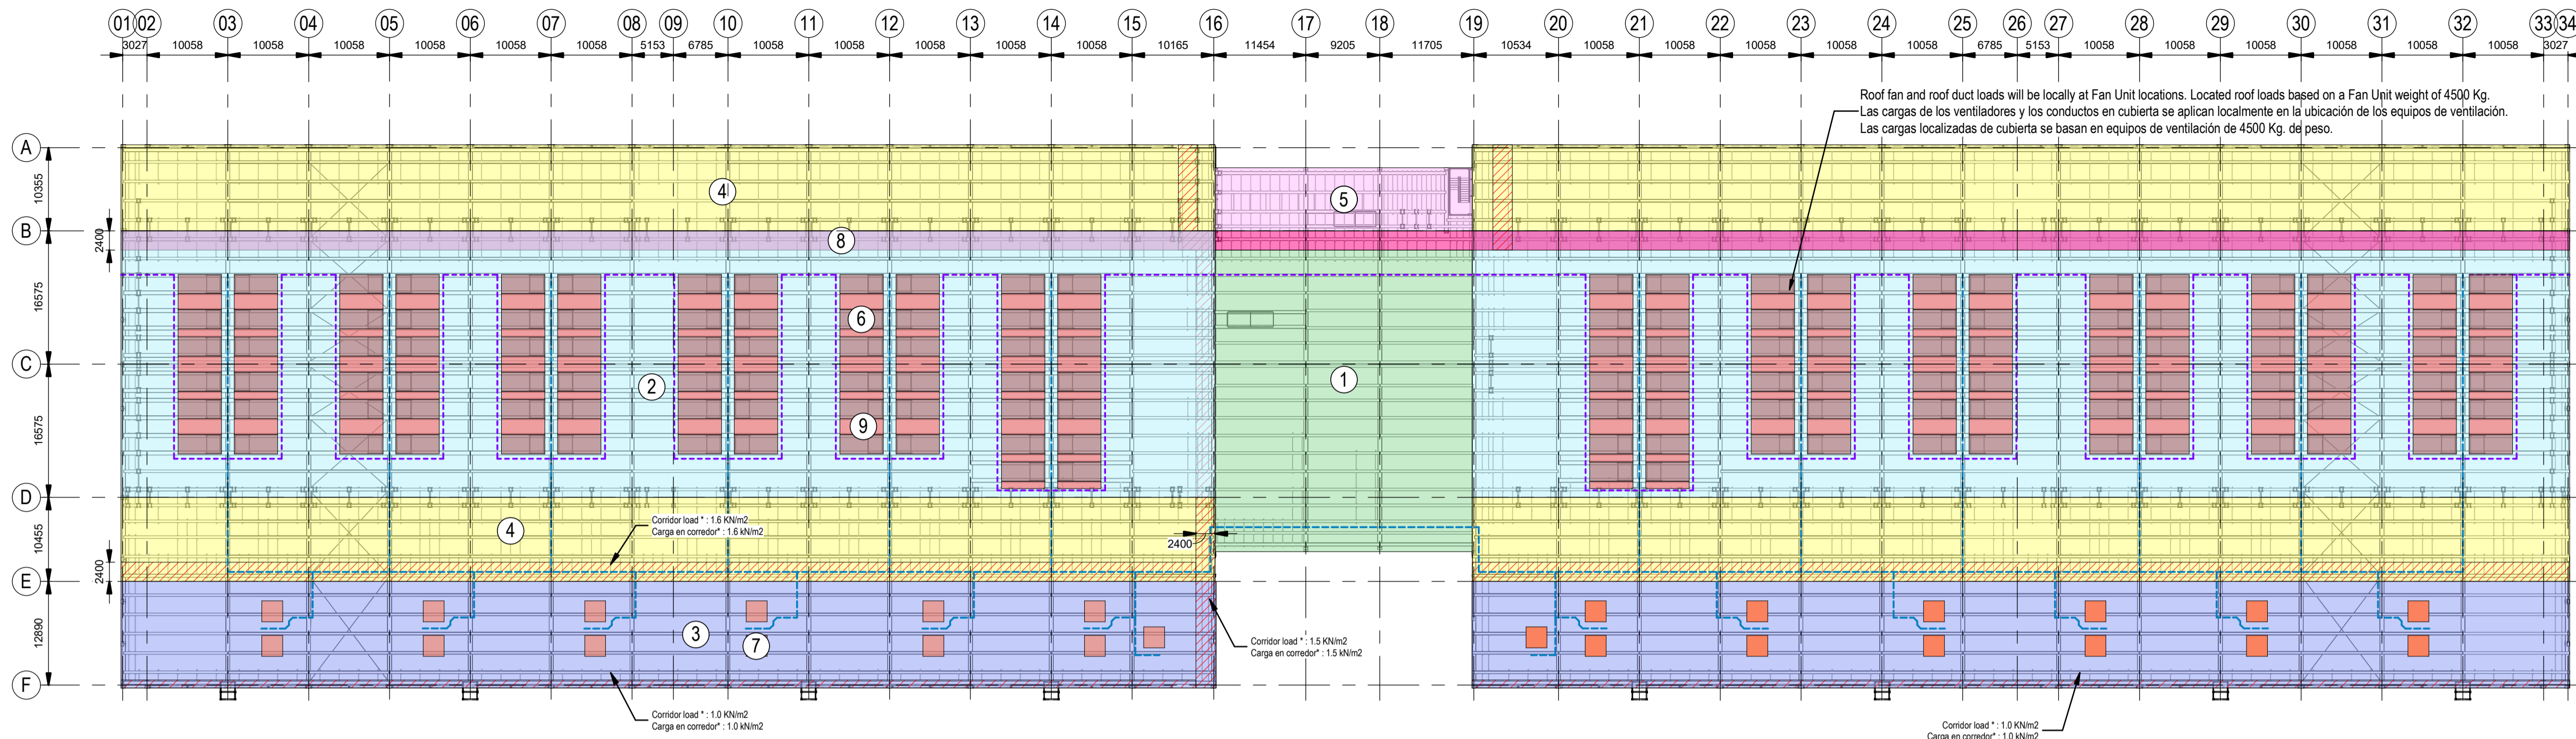 01 02 03 04 05 06 07 08 09 10 11 12 13 14 15 16 17 18 19 20 21 22 23 24 25 26 27 28 29 30 31 32 33 34
3027 10058 10058 10058 10058 10058 10058 5153 6785 10058 10058 10058 10058 10058 10165 11454 9205 11705 10534 10058 10058 10058 10058 10058 6785 5153 10058 10058 10058 10058 10058 10058 3027
Roof fan and roof duct loads will be locally at Fan Unit locations. Located roof loads based on a Fan Unit weight of 4500 Kg.
Las cargas de los ventiladores y los conductos en cubierta se aplican localmente en la ubicación de los equipos de ventilación.
Las cargas localizadas de cubierta se basan en equipos de ventilación de 4500 Kg. de peso.
A
10355
4
5
B
2400
8
16575
6
C
2
1
16575
9
D
10455
4
Corridor load * : 1.6 KN/m2
Carga en corredor* : 1.6 kN/m2
2400
2400
E
12890
3
7
Corridor load * : 1.5 KN/m2
Carga en corredor* : 1.5 kN/m2
F
Corridor load * : 1.0 KN/m2
Carga en corredor* : 1.0 kN/m2
Corridor load * : 1.0 KN/m2
Carga en corredor* : 1.0 kN/m2